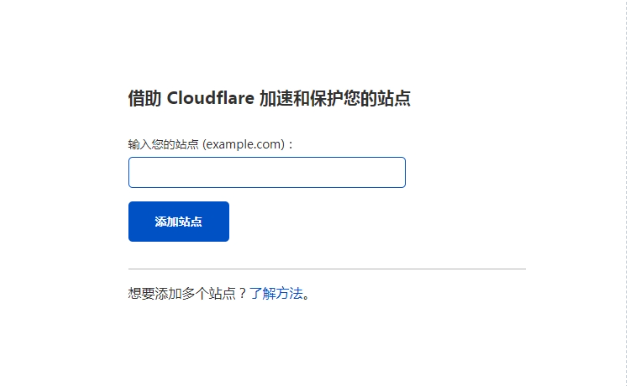 借助 Cloudflare 加速和保护您的站点
输入您的站点 (example.com)：
添加站点
想要添加多个站点？了解方法。